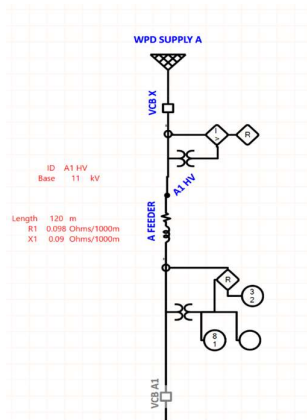 WPD SUPPLY A
VCB X
I
>
R
A1 HV
ID A1 HV
Base 11 kV
A FEEDER
Length 120 m
R1 0.098 Ohms/1000m
X1 0.09 Ohms/1000m
R
3
2
8
1
VCB A1